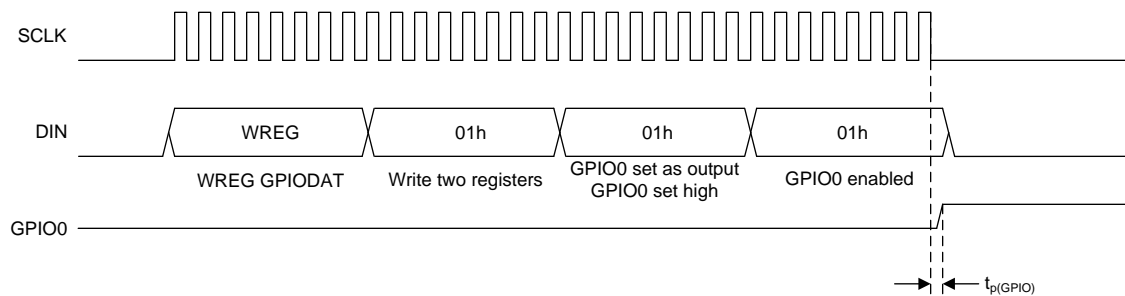 SCLK
DIN
WREG
01h
01h
01h
WREG GPIODAT
Write two registers
GPIO0 set as output
GPIO0 set high
GPIO0 enabled
GPIO0
tp(GPIO)